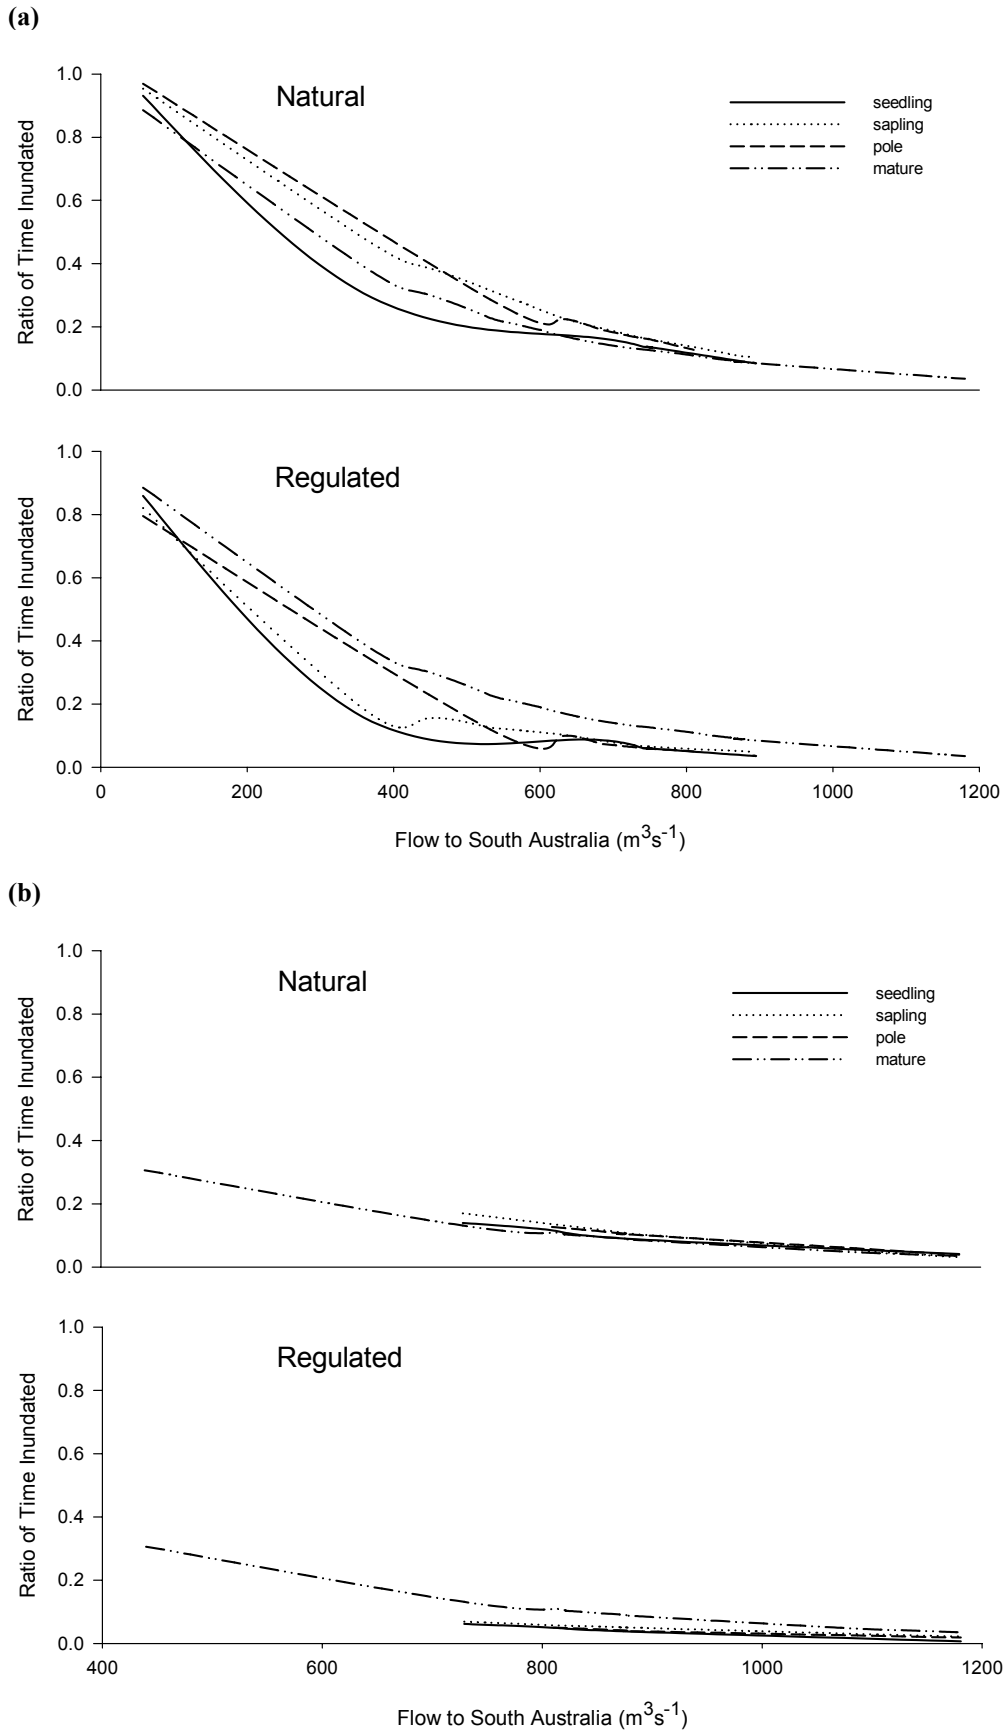 (a)
Natural
seedling
sapling
pole
mature
Ratio of Time Inundated
1.0
0.8
0.6
0.4
0.2
0.0
Regulated
Ratio of Time Inundated
1.0
0.8
0.6
0.4
0.2
0.0
0 200 400 600 800 1000 1200
Flow to South Australia (m3s-1)
(b)
Natural
seedling
sapling
pole
mature
Ratio of Time Inundated
1.0
0.8
0.6
0.4
0.2
0.0
Regulated
Ratio of Time Inundated
1.0
0.8
0.6
0.4
0.2
0.0
400 600 800 1000 1200
Flow to South Australia (m3s-1)